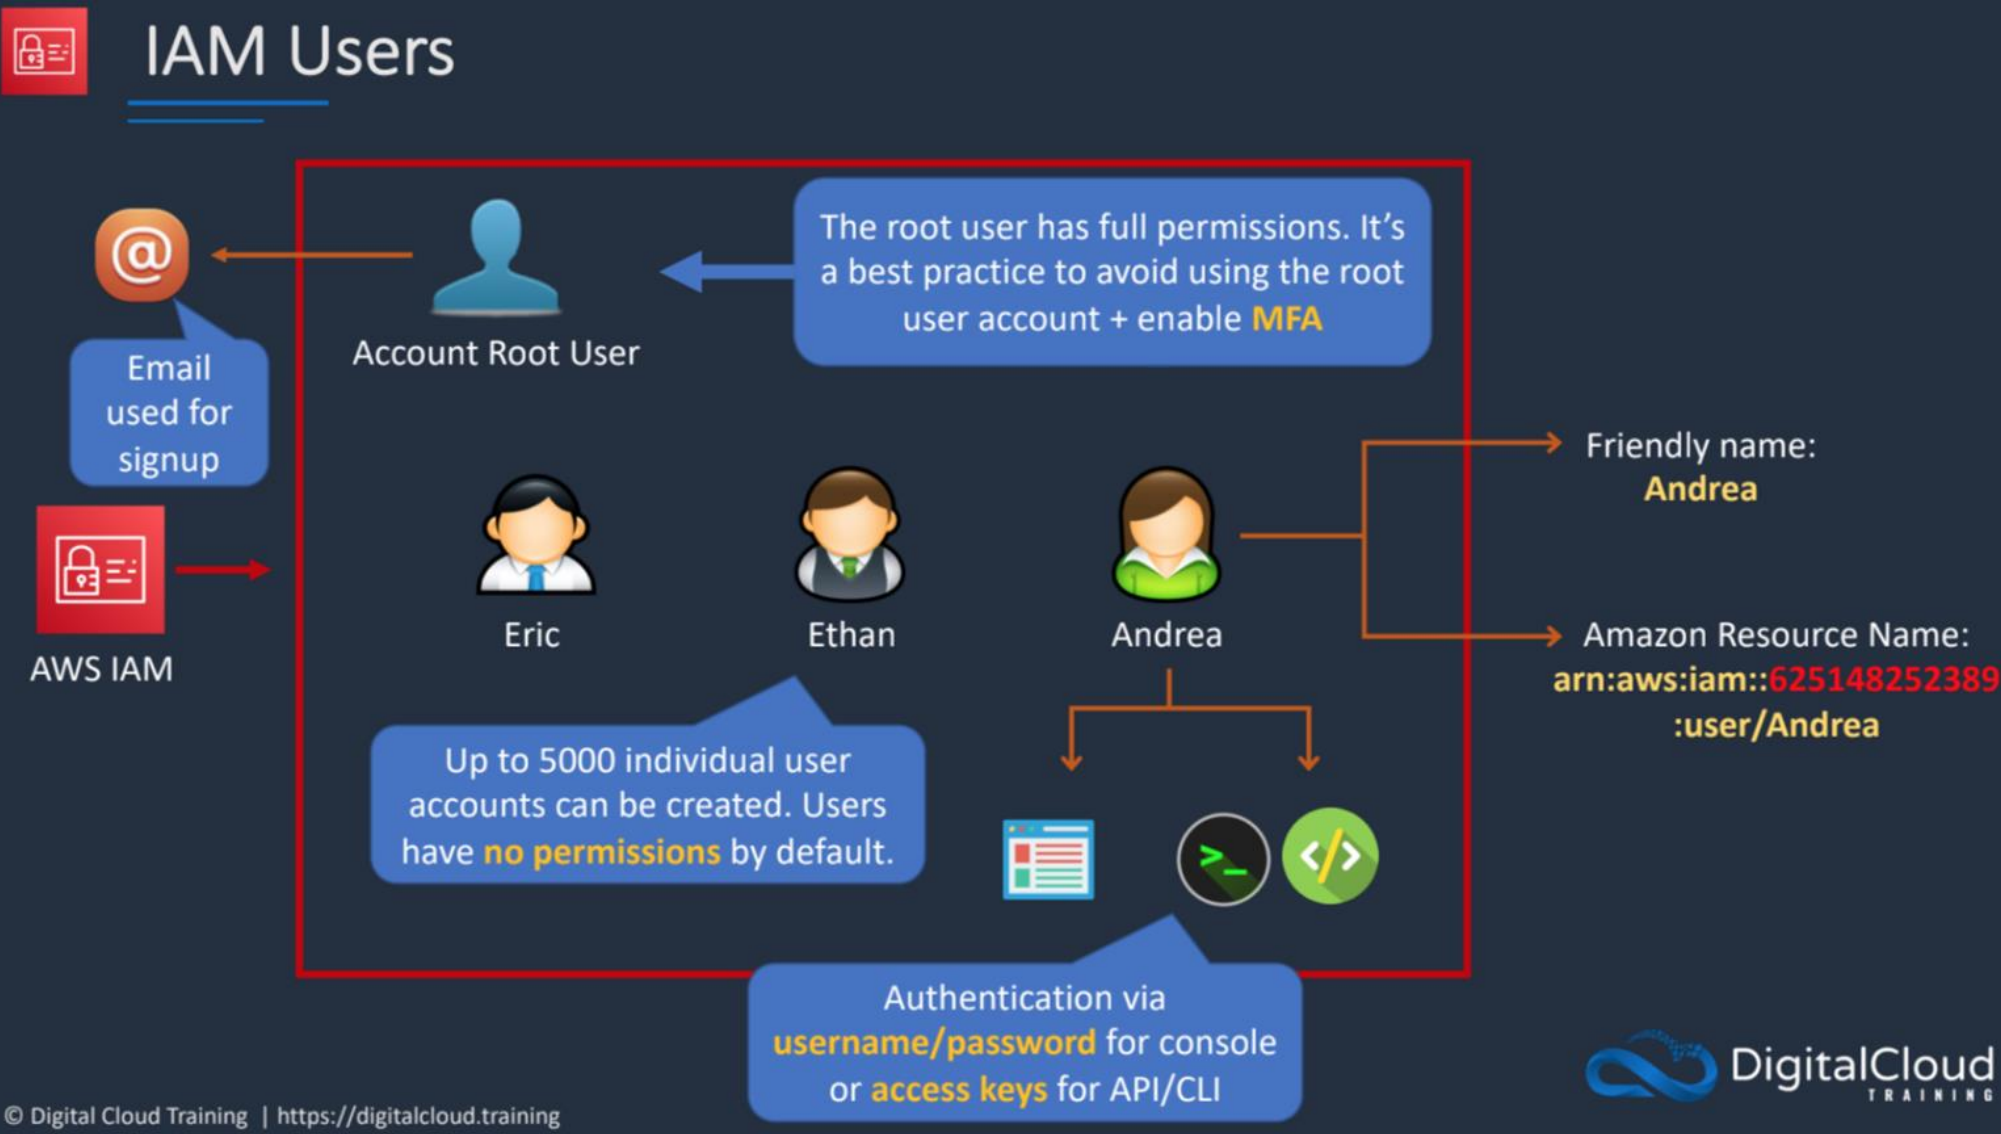 IAM Users
@
The root user has full permissions. It's
a best practice to avoid using the root
user account + enable MFA
Account Root User
Email
used for
signup
Friendly name:
Andrea
AWS IAM
Eric
Ethan
Andrea
Amazon Resource Name:
arn:aws:iam::625148252389
:user/Andrea
Up to 5000 individual user
accounts can be created. Users
have no permissions by default.
>_
</>
Authentication via
username/password for console
or access keys for API/CLI
DigitalCloud
TRAINING
© Digital Cloud Training | https://digitalcloud.training